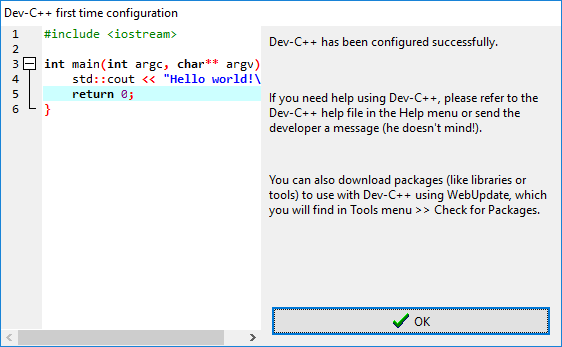 Dev-C++ first time configuration
1 #include <iostream>
2
3 int main(int argc, char** argv)
4 std::cout << "Hello world!\
5 return 0;
6 }
Dev-C++ has been configured successfully.
If you need help using Dev-C++, please refer to the
Dev-C++ help file in the Help menu or send the
developer a message (he doesn't mind!).
You can also download packages (like libraries or
tools) to use with Dev-C++ using WebUpdate, which
you will find in Tools menu >> Check for Packages.
OK